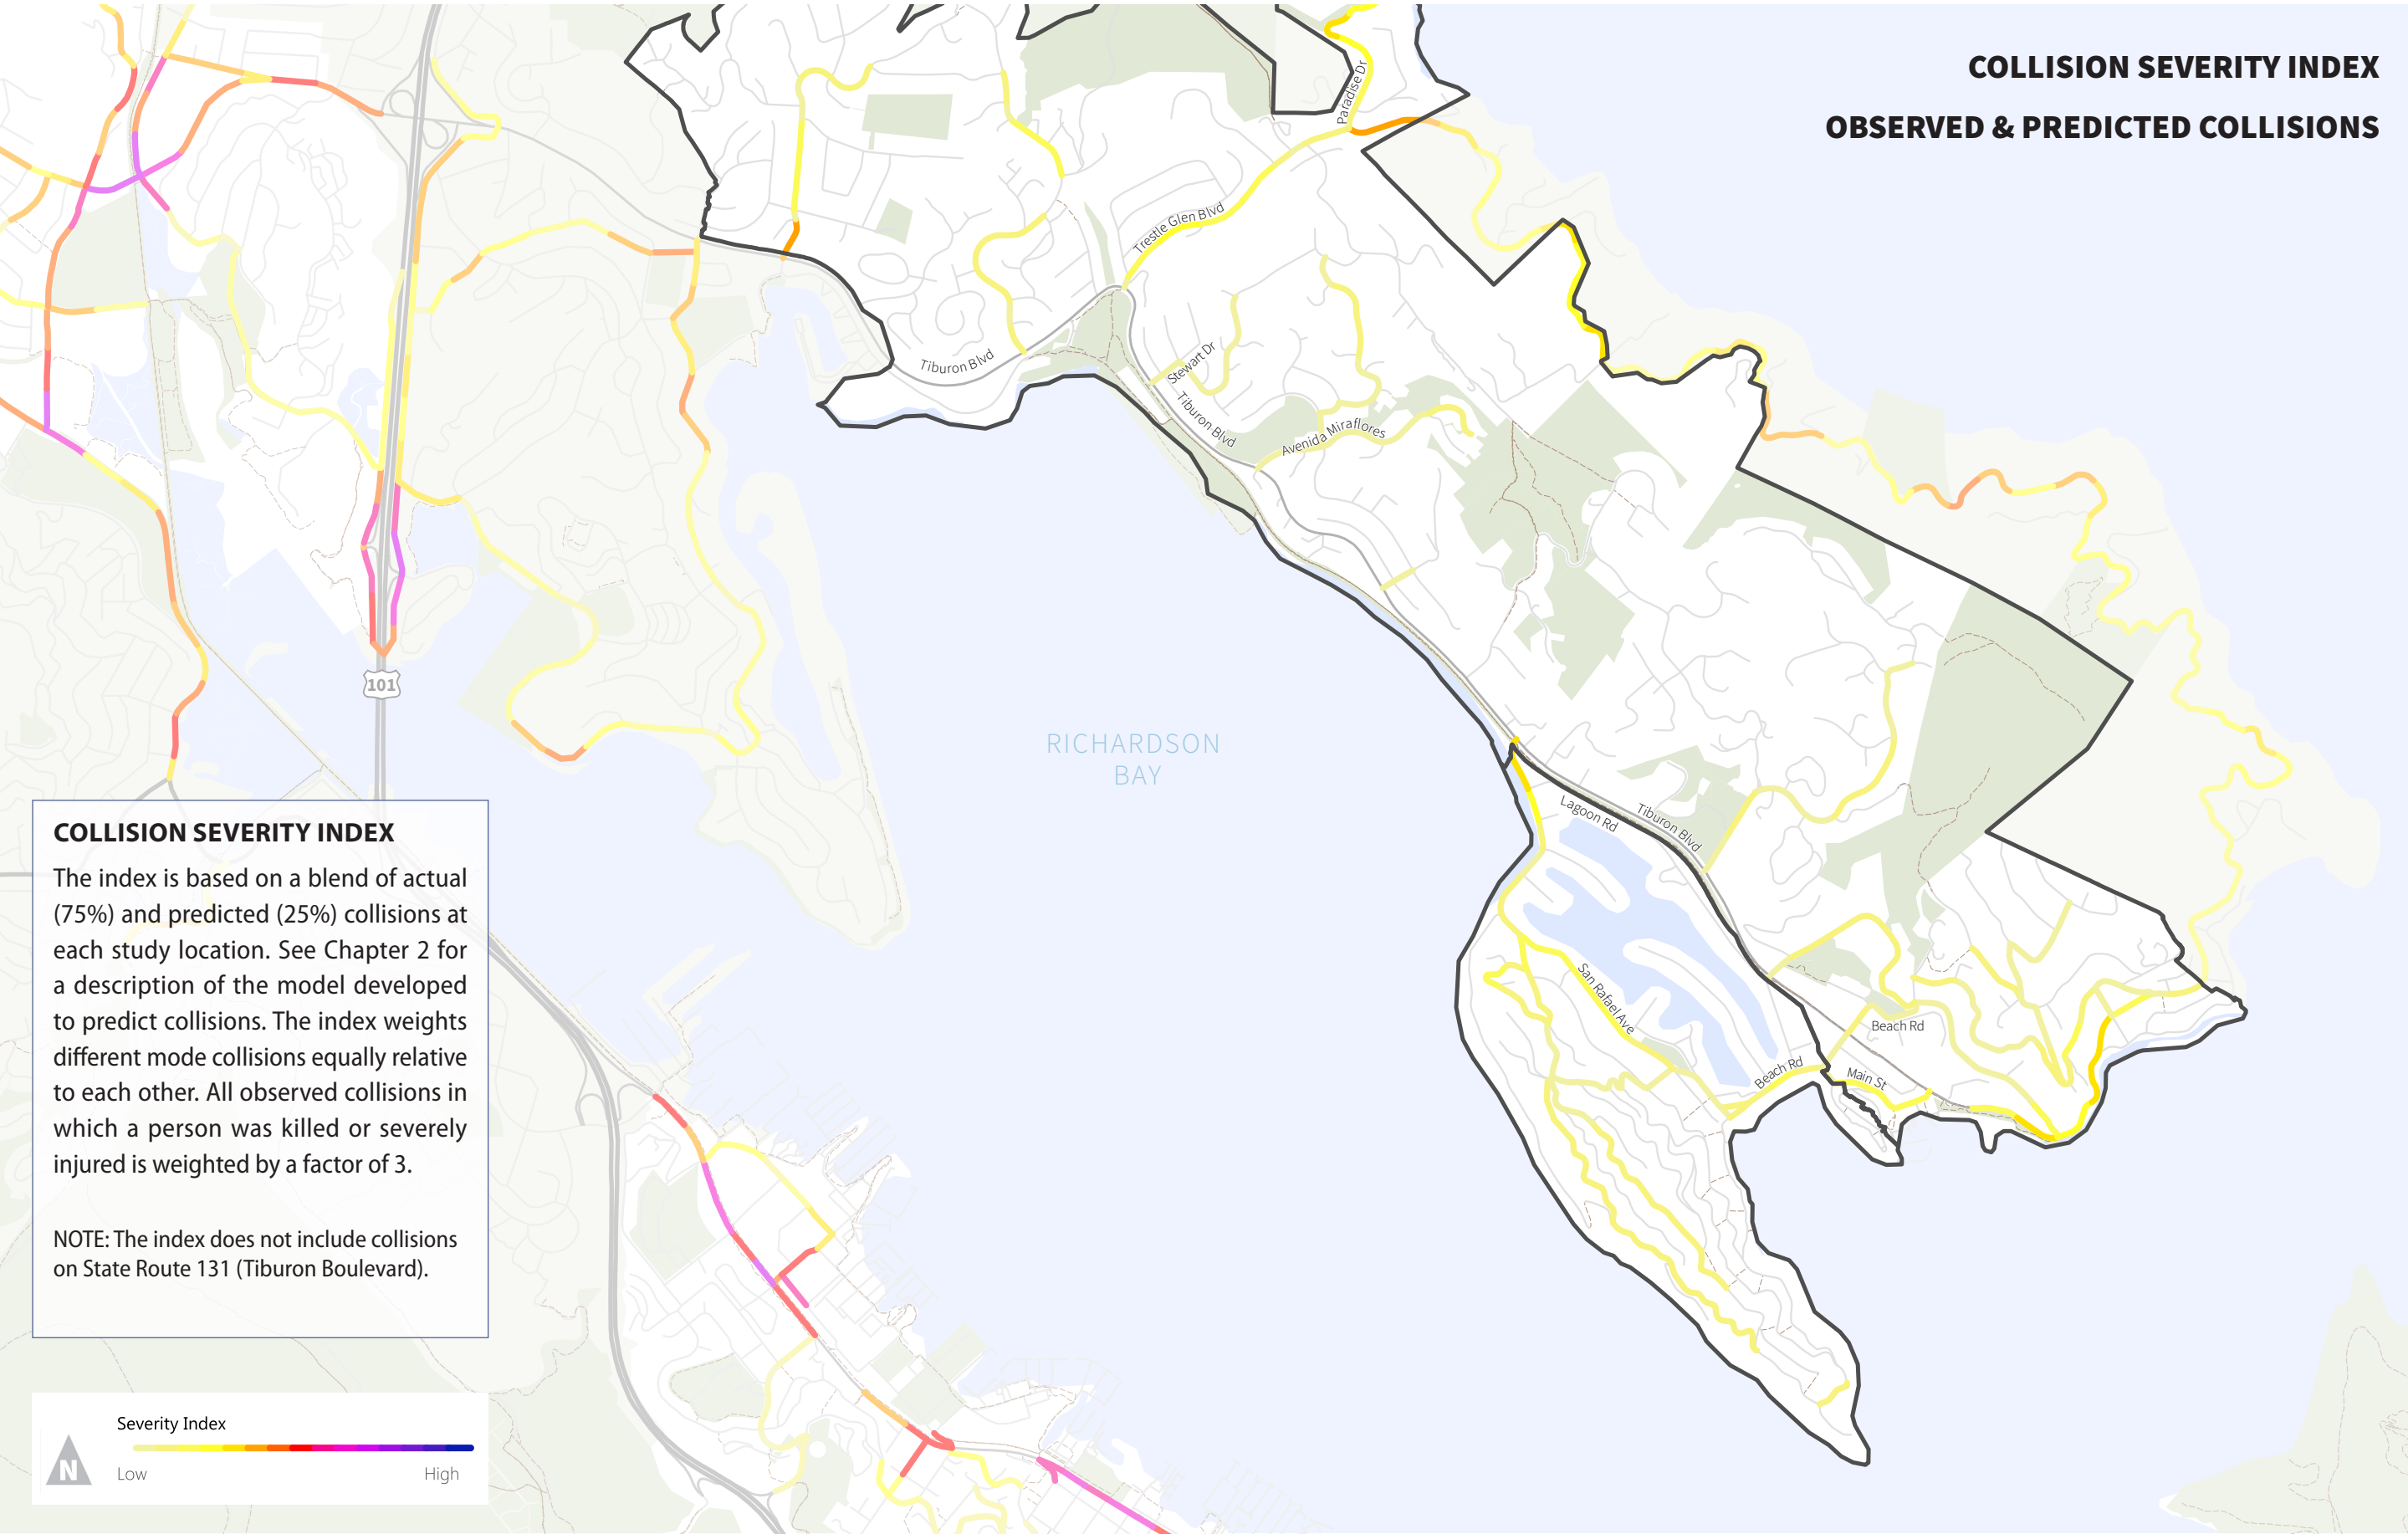 COLLISION SEVERITY INDEX
OBSERVED & PREDICTED COLLISIONS
Paradise Dr
Trestle Glen Blvd
Tiburon Blvd
Stewart Dr
Tiburon Blvd
Avenida Miraflores
101
RICHARDSON
BAY
Lagoon Rd
Tiburon Blvd
San Rafael Ave
Beach Rd
Beach Rd
Main St
COLLISION SEVERITY INDEX
The index is based on a blend of actual
(75%) and predicted (25%) collisions at
each study location. See Chapter 2 for
a description of the model developed
to predict collisions. The index weights
different mode collisions equally relative
to each other. All observed collisions in
which a person was killed or severely
injured is weighted by a factor of 3.
NOTE: The index does not include collisions
on State Route 131 (Tiburon Boulevard).
Severity Index
Low
High
N